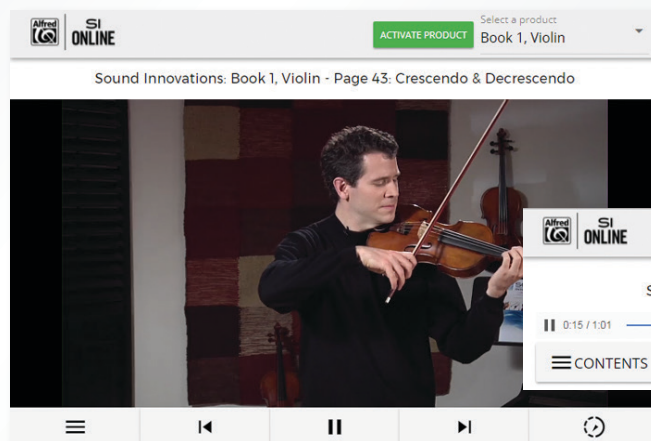 Alfred
SI
ONLINE
ACTIVATE PRODUCT
Select a product
Book 1, Violin
Sound Innovations: Book 1, Violin - Page 43: Crescendo & Decrescendo
Alfred
SI
ONLINE
S
0:15 / 1:01
CONTENTS